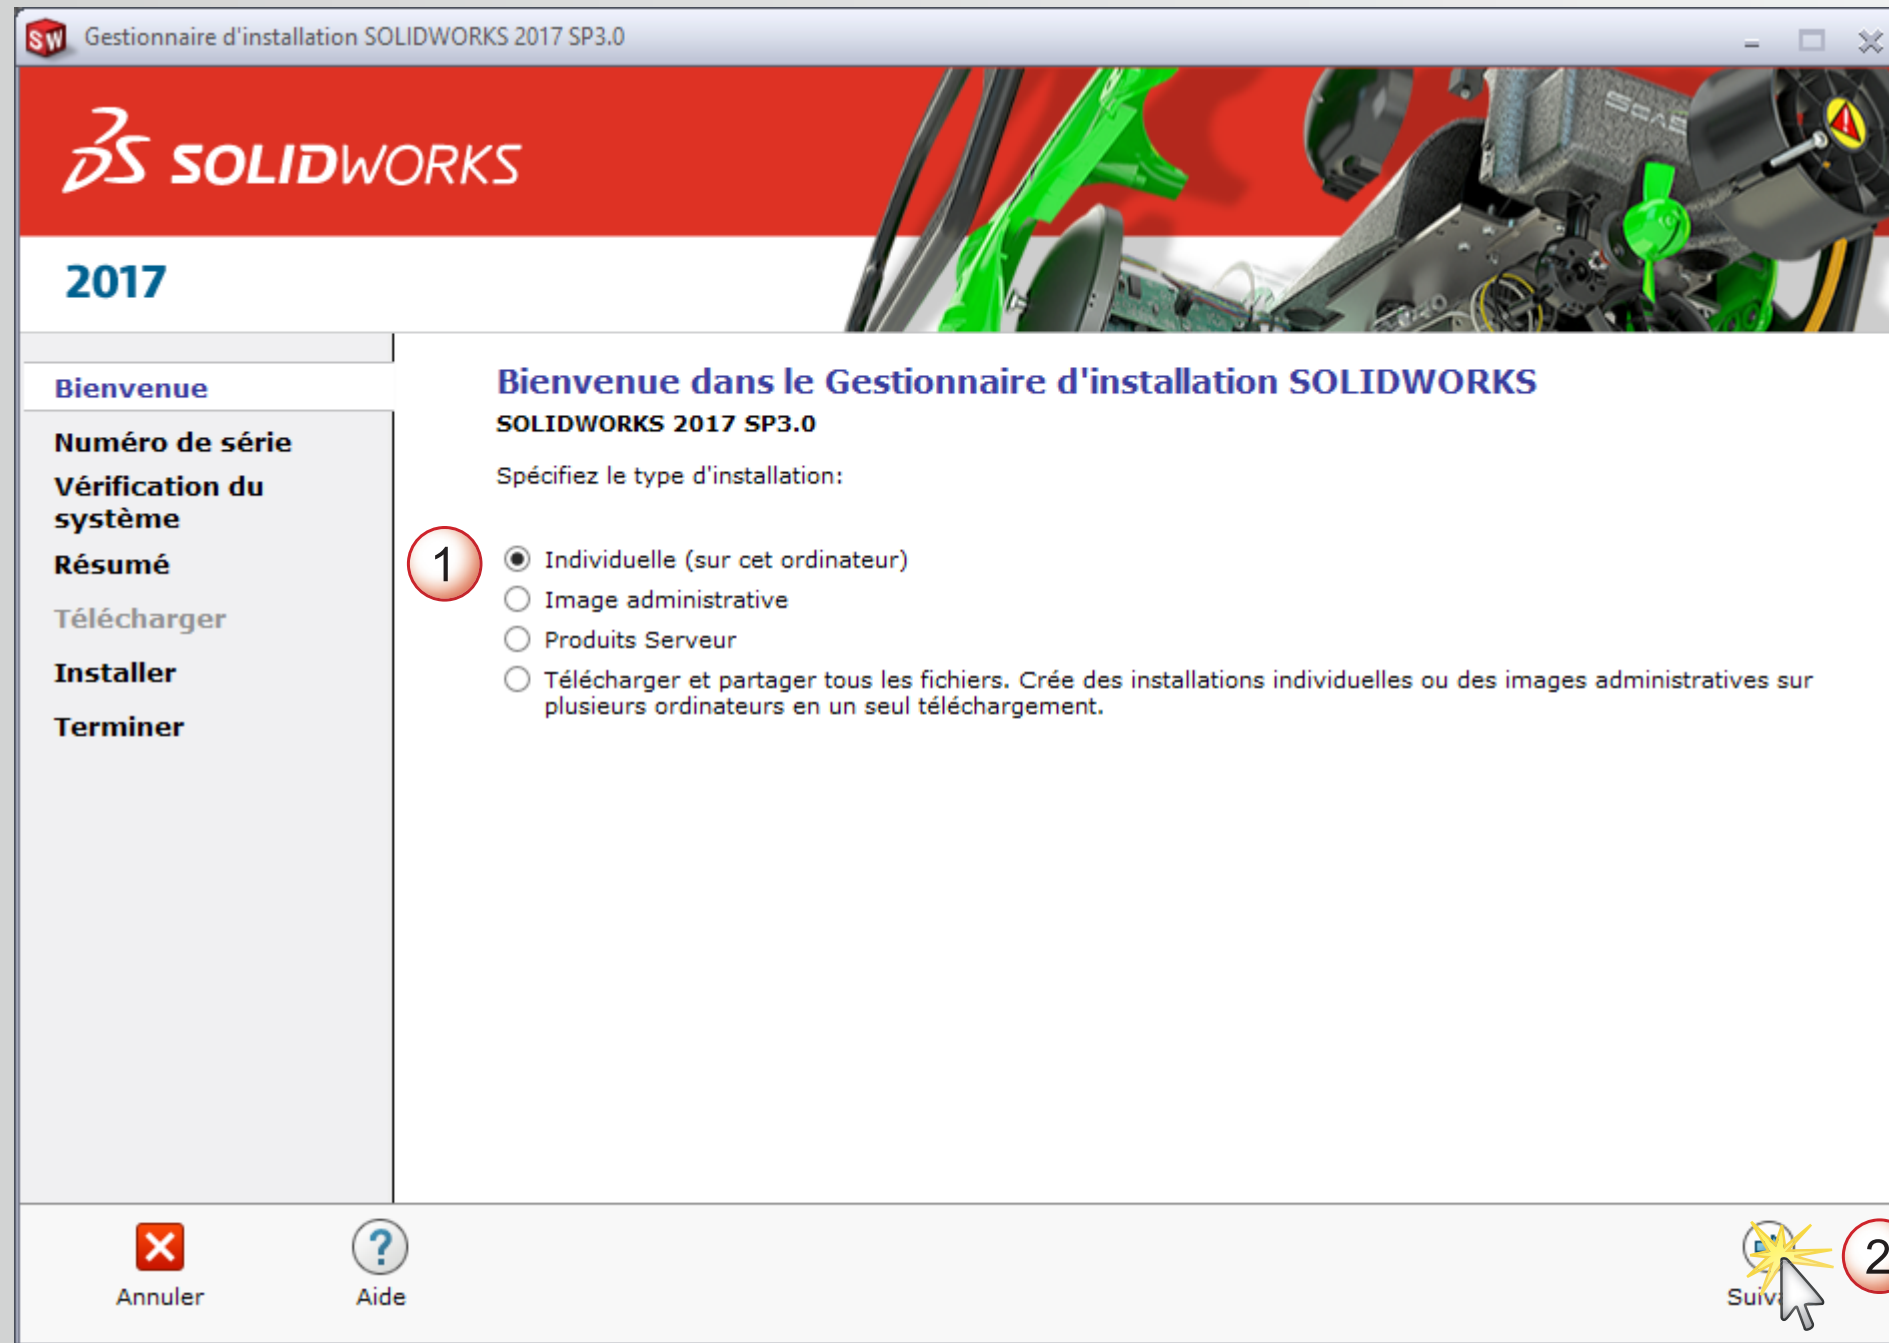 SW Gestionnaire d'installation SOLIDWORKS 2017 SP3.0
SOLIDWORKS
2017
Bienvenue
Numéro de série
Vérification du
système
Résumé
Télécharger
Installer
Terminer
Bienvenue dans le Gestionnaire d'installation SOLIDWORKS
SOLIDWORKS 2017 SP3.0
Spécifiez le type d'installation:
1
Individuelle (sur cet ordinateur)
Image administrative
Produits Serveur
Télécharger et partager tous les fichiers. Crée des installations individuelles ou des images administratives sur
plusieurs ordinateurs en un seul téléchargement.
Annuler
Aide
2